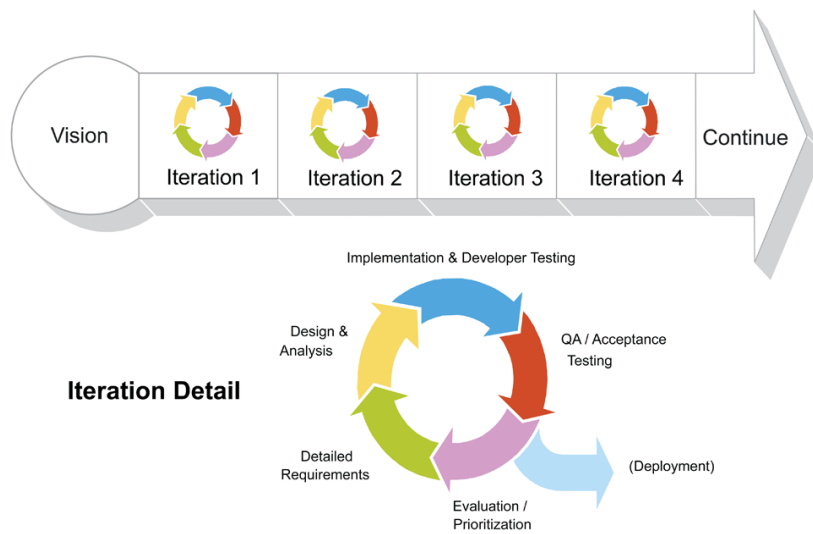 Vision
Iteration 1
Iteration 2
Iteration 3
Iteration 4
Continue
Implementation & Developer Testing
Design &
Analysis
QA / Acceptance
Testing
Iteration Detail
Detailed
Requirements
(Deployment)
Evaluation /
Prioritization